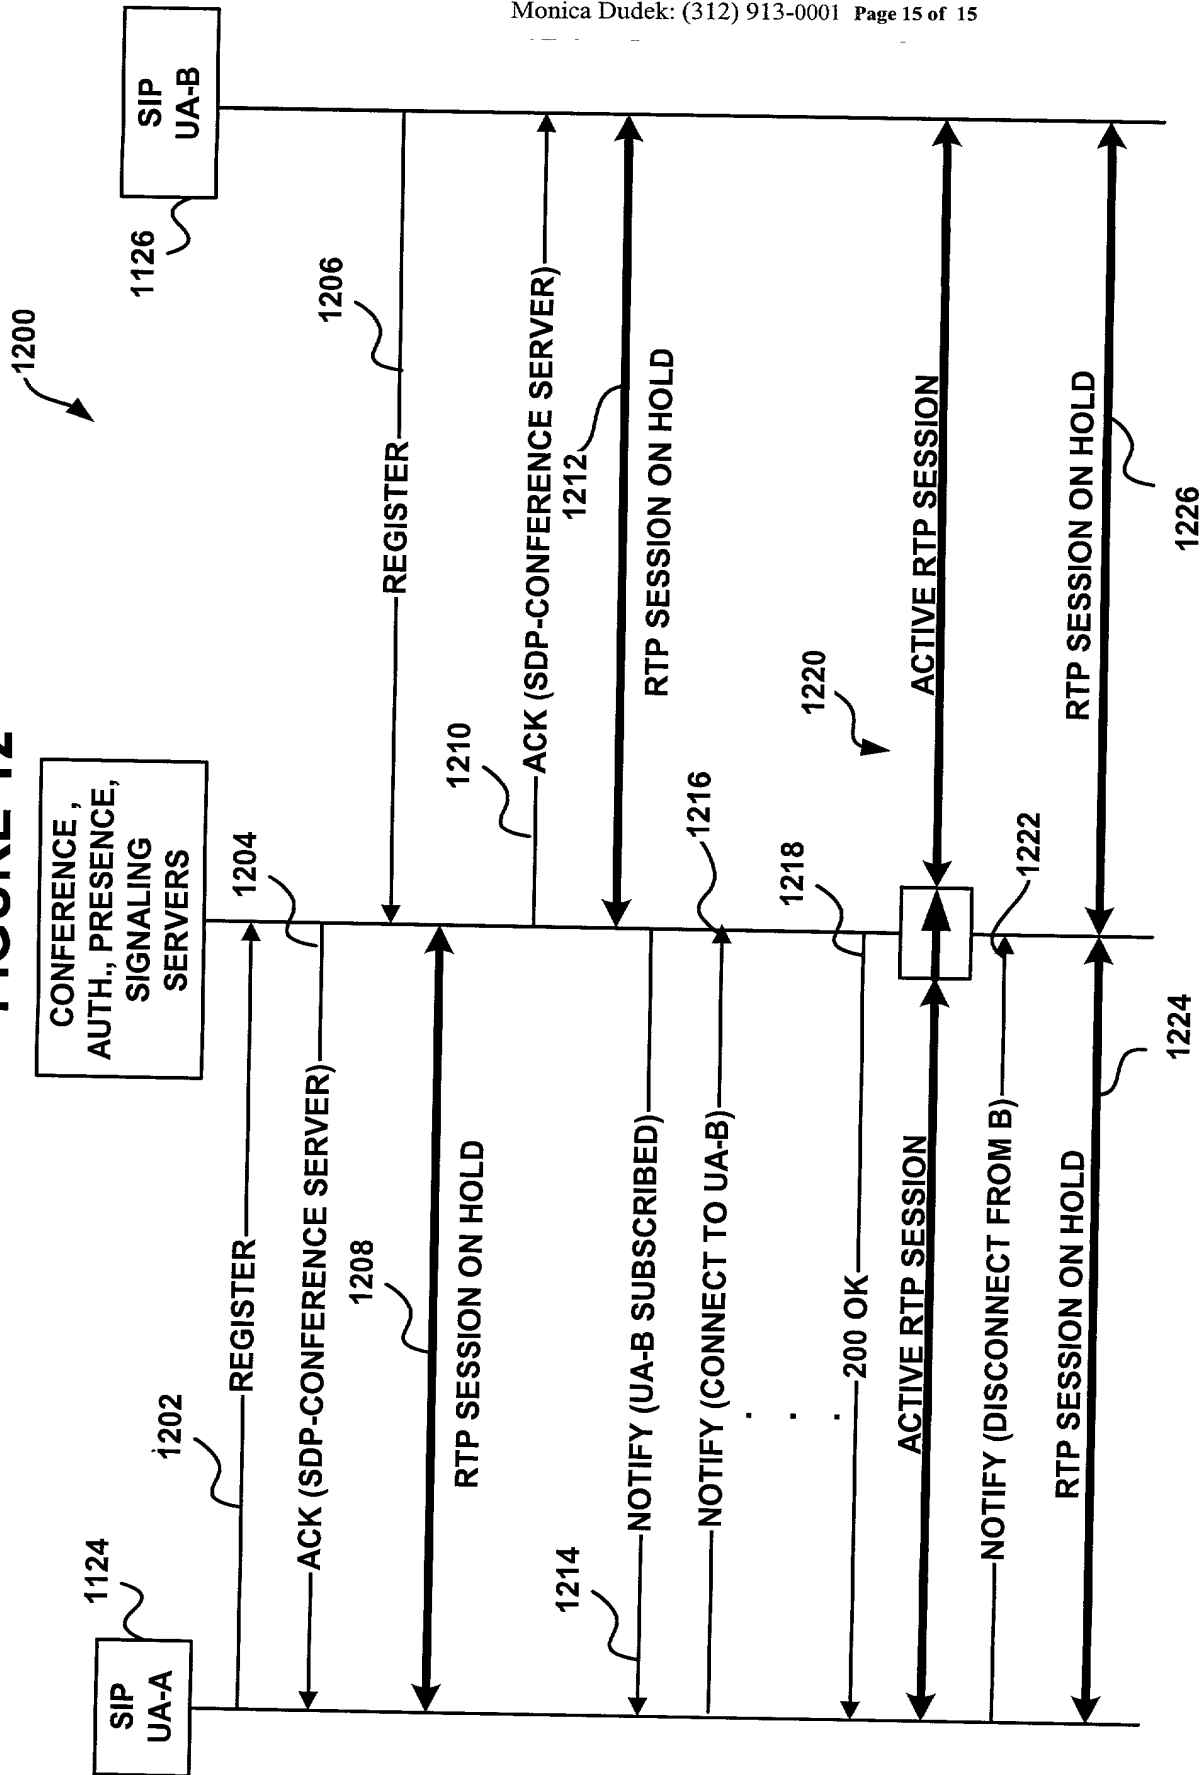 Monica Dudek: (312) 913-0001 Page 15 of 15
1200
SIP
UA-A
1124
CONFERENCE,
AUTH., PRESENCE,
SIGNALING
SERVERS
SIP
UA-B
1126
1202
REGISTER
1204
ACK (SDP-CONFERENCE SERVER)
REGISTER
1206
1208
RTP SESSION ON HOLD
1210
ACK (SDP-CONFERENCE SERVER)
1212
RTP SESSION ON HOLD
1214
NOTIFY (UA-B SUBSCRIBED)
NOTIFY (CONNECT TO UA-B)
1216
. . .
200 OK
1218
1220
ACTIVE RTP SESSION
ACTIVE RTP SESSION
NOTIFY (DISCONNECT FROM B)
1222
RTP SESSION ON HOLD
1224
RTP SESSION ON HOLD
1226